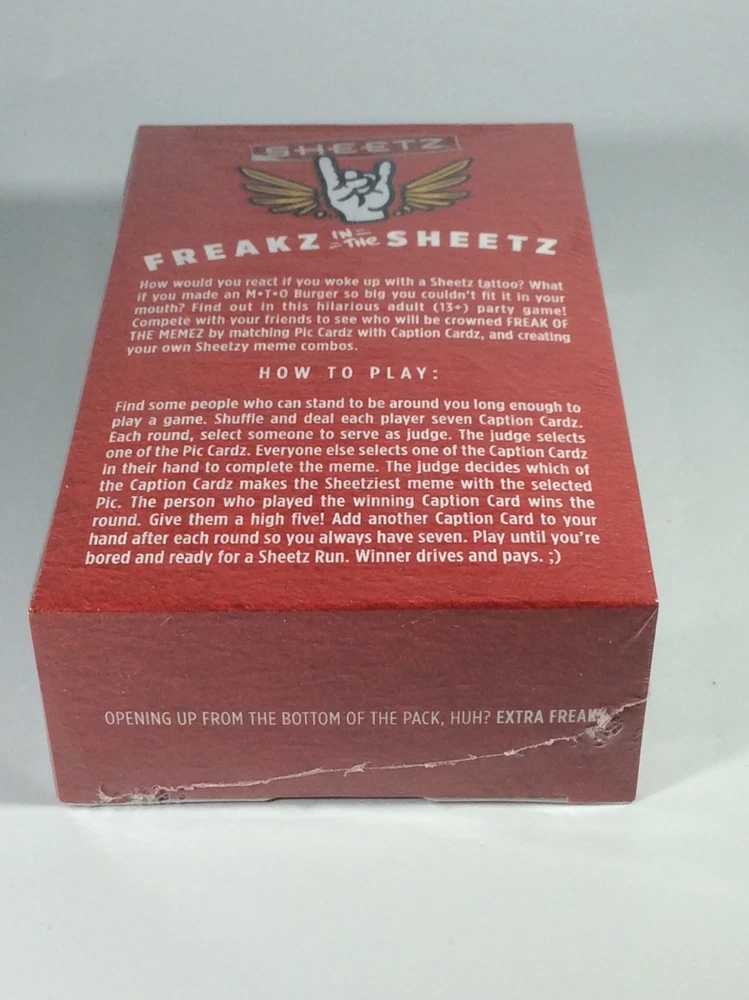 SHEETZ
FREAKZ IN THE SHEETZ
How would you react if you woke up with a Sheetz tattoo? What
if you made an M•T•O Burger so big you couldn't fit it in your
mouth? Find out in this hilarious adult (13+) party game!
Compete with your friends to see who will be crowned FREAK OF
THE MEMEZ by matching Pic Cardz with Caption Cardz, and creating
your own Sheetzy meme combos.
HOW TO PLAY:
Find some people who can stand to be around you long enough to
play a game. Shuffle and deal each player seven Caption Cardz.
Each round, select someone to serve as judge. The judge selects
one of the Pic Cardz. Everyone else selects one of the Caption Cardz
in their hand to complete the meme. The judge decides which of
the Caption Cardz makes the Sheetziest meme with the selected
Pic. The person who played the winning Caption Card wins the
round. Give them a high five! Add another Caption Card to your
hand after each round so you always have seven. Play until you're
bored and ready for a Sheetz Run. Winner drives and pays. ;)
OPENING UP FROM THE BOTTOM OF THE PACK, HUH? EXTRA